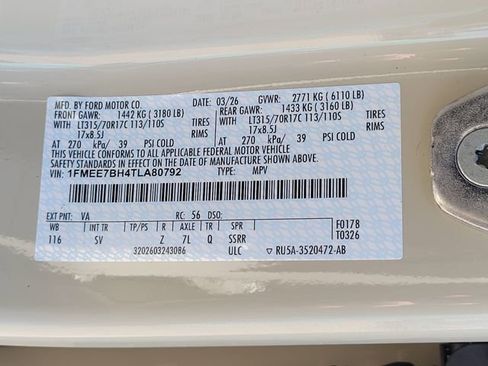 MFD. BY FORD MOTOR CO. 03/26 GVWR: 2771 KG ( 6110 LB)
FRONT GAWR: 1442 KG ( 3180 LB) REAR GAWR: 1433 KG ( 3160 LB)
WITH LT315/70R17C 113/110S TIRES WITH LT315/70R17C 113/110S TIRES
17x8.5J RIMS 17x8.5J RIMS
AT 270 kPa/ 39 PSI COLD AT 270 kPa/ 39 PSI COLD
THIS VEHICLE CONFORMS TO ALL APPLICABLE FEDERAL MOTOR VEHICLE
SAFETY STANDARDS IN EFFECT ON THE DATE OF MANUFACTURE SHOWN ABOVE.
VIN: 1FMEE7BH4TLA80792 TYPE: MPV
EXT PNT: VA RC: 56 DSO:
WB INT TR TP/PS R AXLE TR SPR F0178
116 SV Z 7L Q SSRR T0326
3202603243086 ULC RU5A-3520472-AB